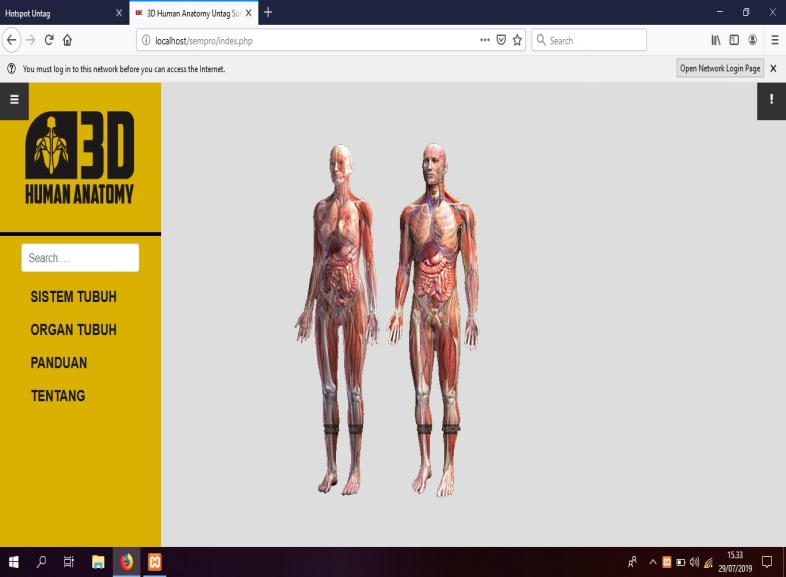 Hotspot Untag
3D Human Anatomy Untag Su
localhost/sempro/index.php
Search
You must log in to this network before you can access the Internet.
Open Network Login Page
3D
HUMAN ANATOMY
Search.....
SISTEM TUBUH
ORGAN TUBUH
PANDUAN
TENTANG
15.33
29/07/2019